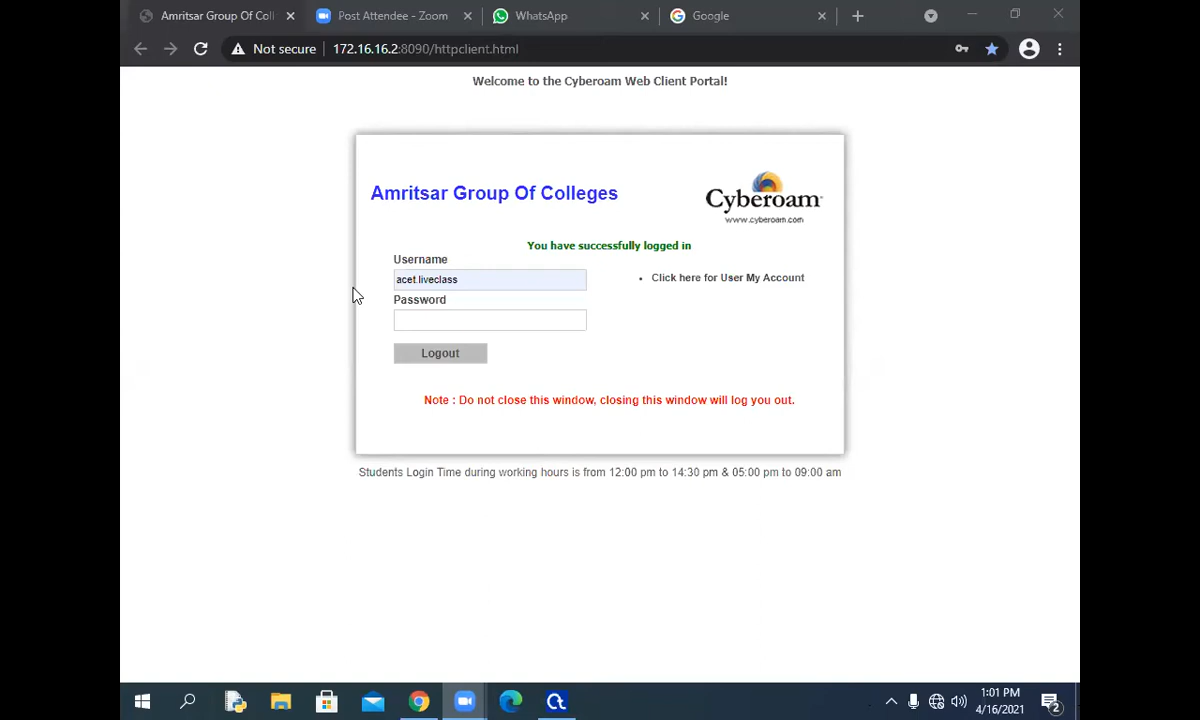 Amritsar Group Of Coll
Post Attendee - Zoom
WhatsApp
Google
Not secure
172.16.16.2:8090/httpclient.html
Welcome to the Cyberoam Web Client Portal!
Amritsar Group Of Colleges
Cyberoam
www.cyberoam.com
You have successfully logged in
Username
acet.liveclass
• Click here for User My Account
Password
Logout
Note : Do not close this window, closing this window will log you out.
Students Login Time during working hours is from 12:00 pm to 14:30 pm & 05:00 pm to 09:00 am
1:01 PM
4/16/2021
2